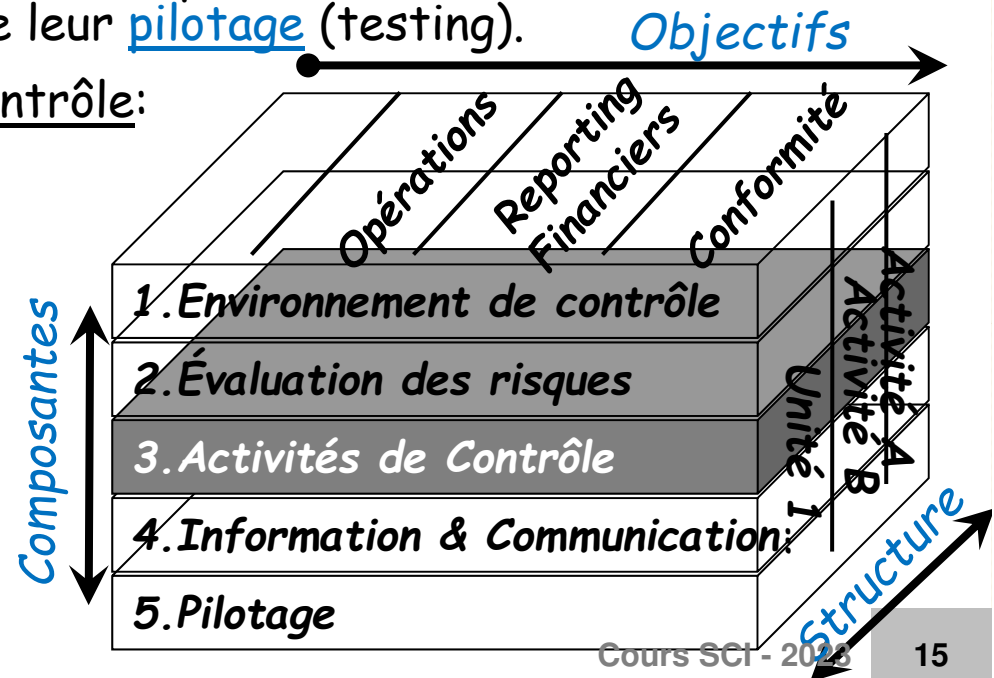 e leur pilotage (testing).
Objectifs
ontrôle:
Opérations
Reporting
Financiers
Conformité
Composantes
1.Environnement de contrôle
2.Évaluation des risques
3.Activités de Contrôle
4.Information & Communication:
5.Pilotage
Unité 1
Activité B
Activité A
Structure
Cours SCI - 2023
15